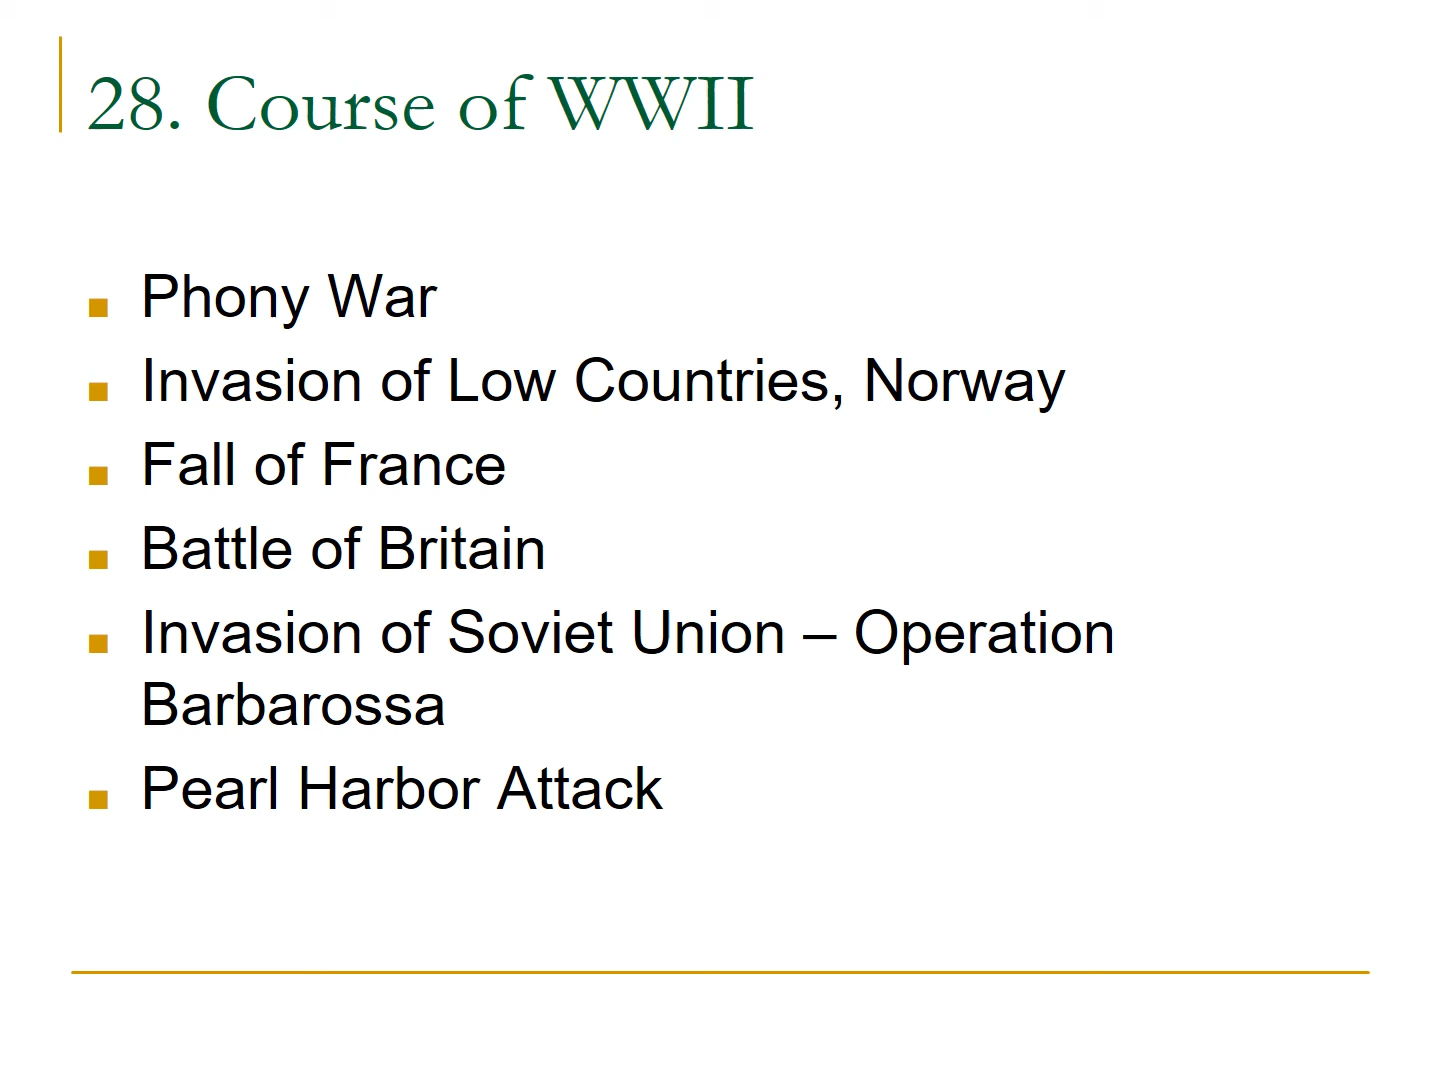 28. Course of WWII
Phony War
Invasion of Low Countries, Norway
Fall of France
Battle of Britain
Invasion of Soviet Union – Operation
Barbarossa
Pearl Harbor Attack